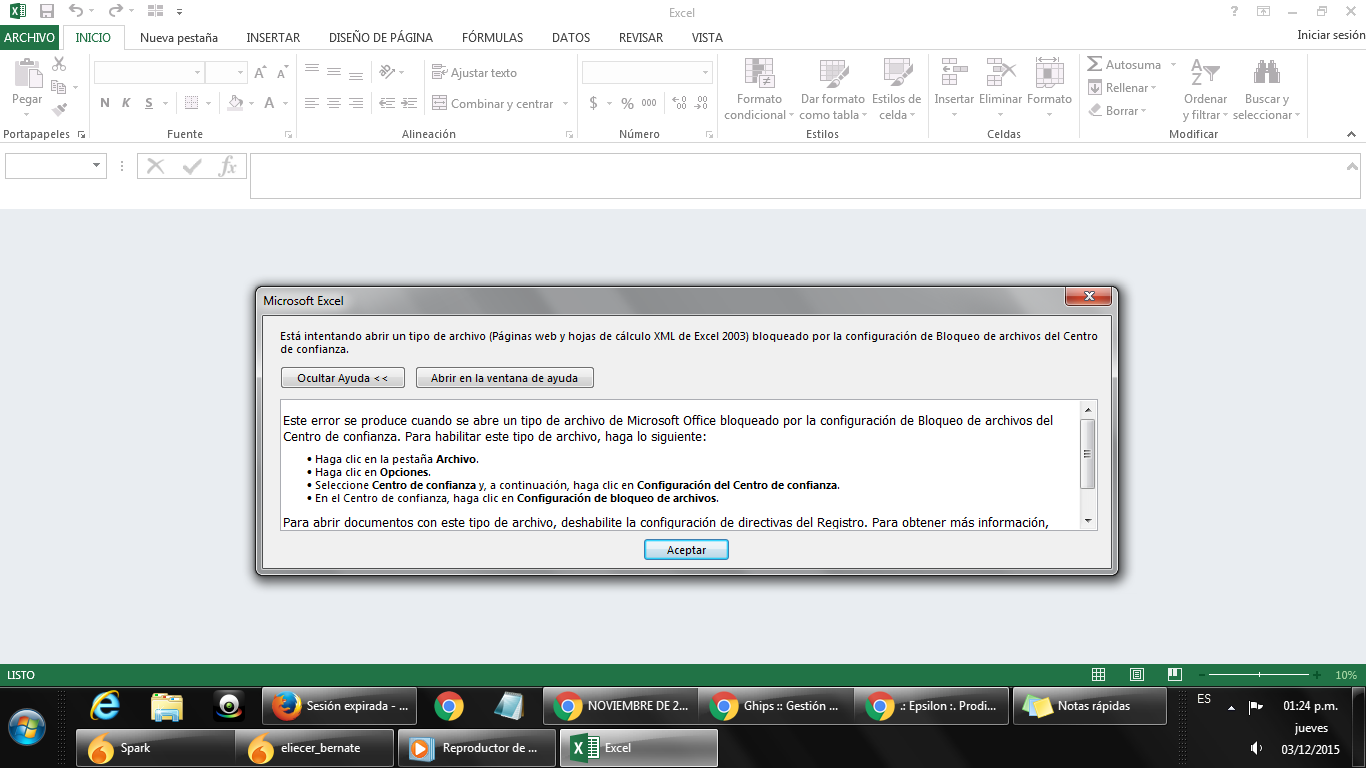 Excel
ARCHIVO INICIO Nueva pestaña INSERTAR DISEÑO DE PÁGINA FÓRMULAS DATOS REVISAR VISTA Iniciar sesión
Pegar
N K S A
Ajustar texto
Combinar y centrar
$ % 000
Formato condicional
Dar formato como tabla
Estilos de celda
Insertar Eliminar Formato
Autosuma
Rellenar
Borrar
Ordenar y filtrar
Buscar y seleccionar
Portapapeles Fuente Alineación Número Estilos Celdas Modificar
fx
Microsoft Excel
Está intentando abrir un tipo de archivo (Páginas web y hojas de cálculo XML de Excel 2003) bloqueado por la configuración de Bloqueo de archivos del Centro
de confianza.
Ocultar Ayuda << Abrir en la ventana de ayuda
Este error se produce cuando se abre un tipo de archivo de Microsoft Office bloqueado por la configuración de Bloqueo de archivos del
Centro de confianza. Para habilitar este tipo de archivo, haga lo siguiente:
• Haga clic en la pestaña Archivo.
• Haga clic en Opciones.
• Seleccione Centro de confianza y, a continuación, haga clic en Configuración del Centro de confianza.
• En el Centro de confianza, haga clic en Configuración de bloqueo de archivos.
Para abrir documentos con este tipo de archivo, deshabilite la configuración de directivas del Registro. Para obtener más información,
Aceptar
LISTO 10%
Sesión expirada - ... NOVIEMBRE DE 2... Ghips :: Gestión ... .: Epsilon :. Prodi... Notas rápidas ES 01:24 p.m.
jueves
Spark eliecer_bernate Reproductor de ... Excel 03/12/2015